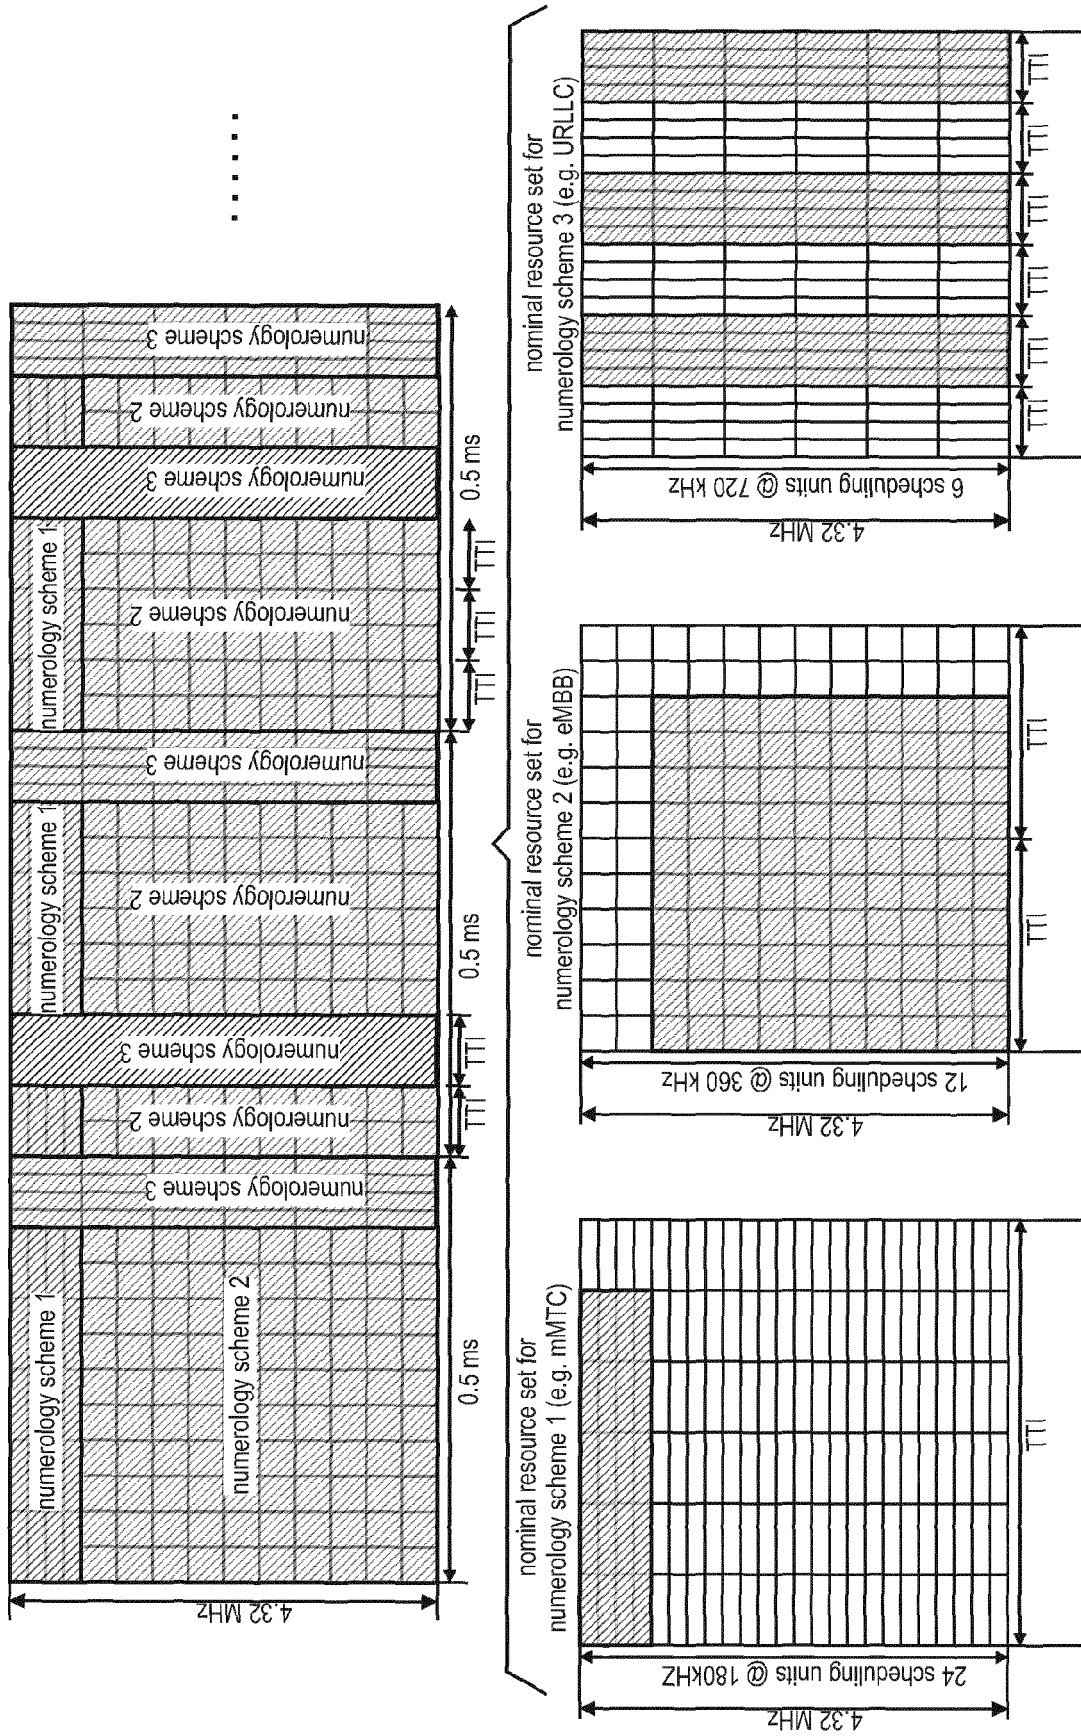 4.32 MHz
numerology scheme 1
numerology scheme 2
numerology scheme 3
numerology scheme 2
numerology scheme 3
numerology scheme 1
numerology scheme 2
numerology scheme 3
numerology scheme 1
numerology scheme 2
numerology scheme 3
numerology scheme 2
numerology scheme 3
0.5 ms
TTI
TTI
0.5 ms
TTI
TTI
TTI
0.5 ms
nominal resource set for
numerology scheme 1 (e.g. mMTC)
4.32 MHz
24 scheduling units @ 180kHZ
TTI
nominal resource set for
numerology scheme 2 (e.g. eMBB)
4.32 MHz
12 scheduling units @ 360 kHz
TTI
TTI
nominal resource set for
numerology scheme 3 (e.g. URLLC)
4.32 MHz
6 scheduling units @ 720 kHz
TTI
TTI
TTI
TTI
TTI
TTI